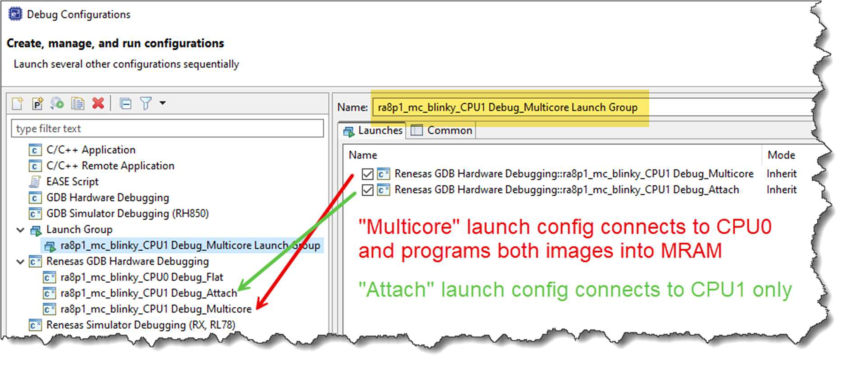 Debug Configurations
Create, manage, and run configurations
Launch several other configurations sequentially
type filter text
C/C++ Application
C/C++ Remote Application
EASE Script
GDB Hardware Debugging
GDB Simulator Debugging (RH850)
Launch Group
ra8p1_mc_blinky_CPU1 Debug_Multicore Launch Group
Renesas GDB Hardware Debugging
ra8p1_mc_blinky_CPU0 Debug_Flat
ra8p1_mc_blinky_CPU1 Debug_Attach
ra8p1_mc_blinky_CPU1 Debug_Multicore
Renesas Simulator Debugging (RX, RL78)
Name: ra8p1_mc_blinky_CPU1 Debug_Multicore Launch Group
Launches Common
Name Mode
Renesas GDB Hardware Debugging::ra8p1_mc_blinky_CPU1 Debug_Multicore Inherit
Renesas GDB Hardware Debugging::ra8p1_mc_blinky_CPU1 Debug_Attach Inherit
"Multicore" launch config connects to CPU0
and programs both images into MRAM
"Attach" launch config connects to CPU1 only